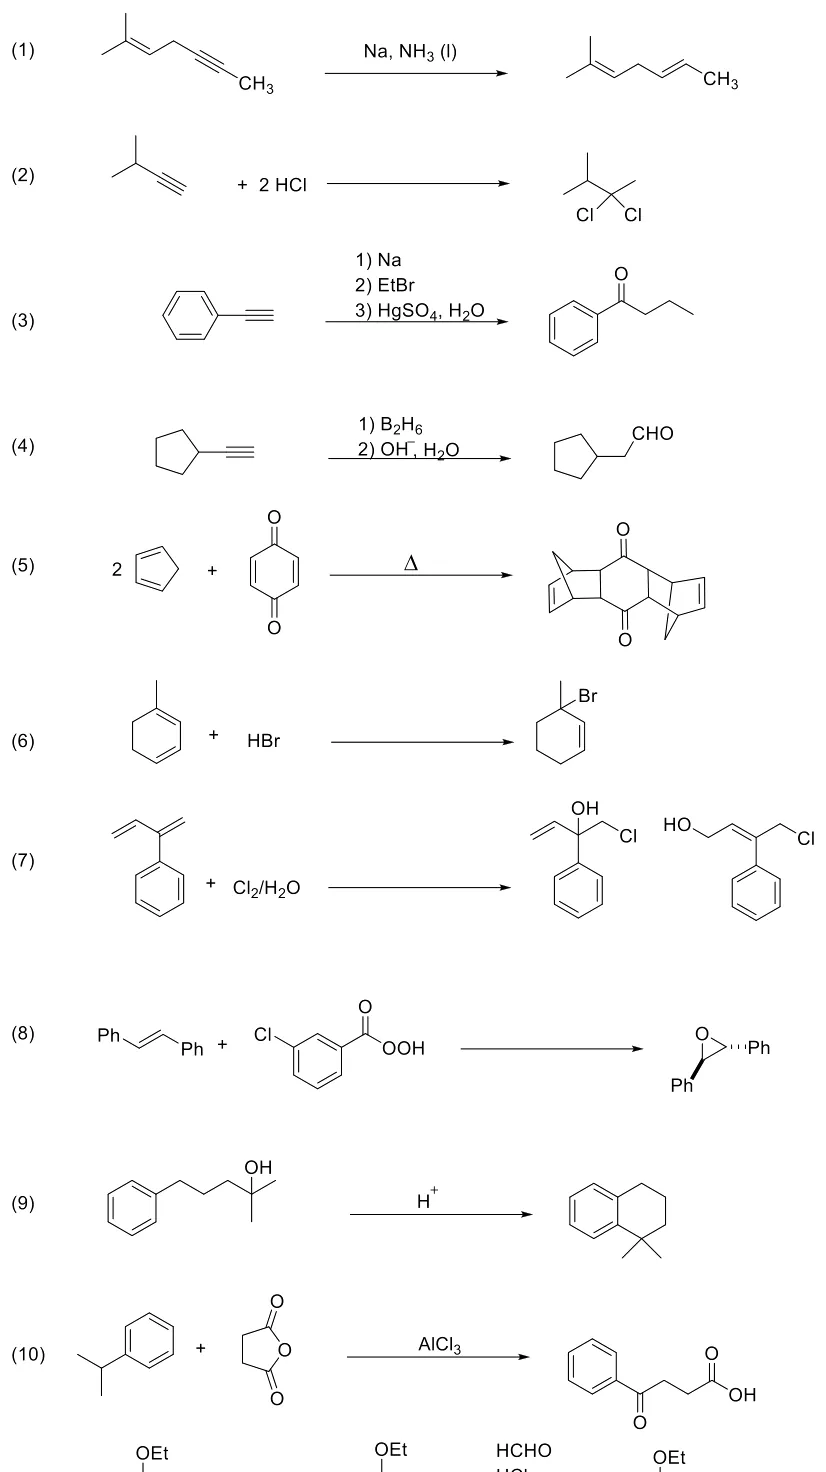 (1) Na, NH3 (l)
CH3 CH3
(2) + 2 HCl Cl Cl
1) Na
2) EtBr
3) HgSO4, H2O
(3) O
1) B2H6
2) OH–, H2O
(4) CHO
(5) 2 + O O Δ O O
(6) + HBr Br
(7) + Cl2/H2O OH Cl HO Cl
(8) Ph Ph + Cl O OOH O Ph Ph
(9) OH H+
(10) + O O O AlCl3 O O OH
OEt OEt HCHO OEt
HCl